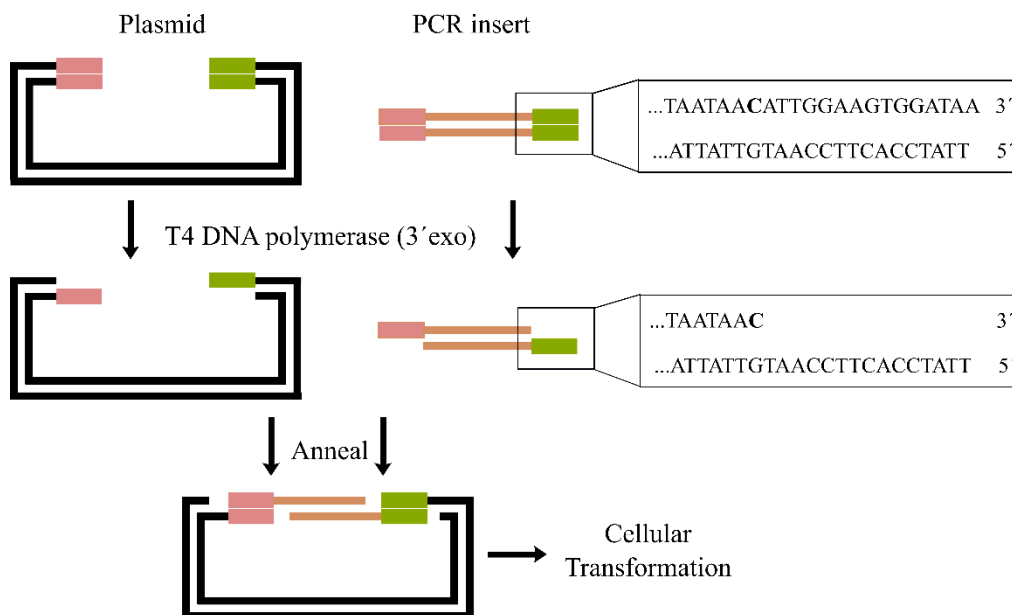 Plasmid
PCR insert
...TAATAACATTGGAAGTGGATAA 3´
...ATTATTGTAACCTTCACCTATT 5´
T4 DNA polymerase (3´exo)
...TAATAAC 3´
...ATTATTGTAACCTTCACCTATT 5´
Anneal
Cellular
Transformation